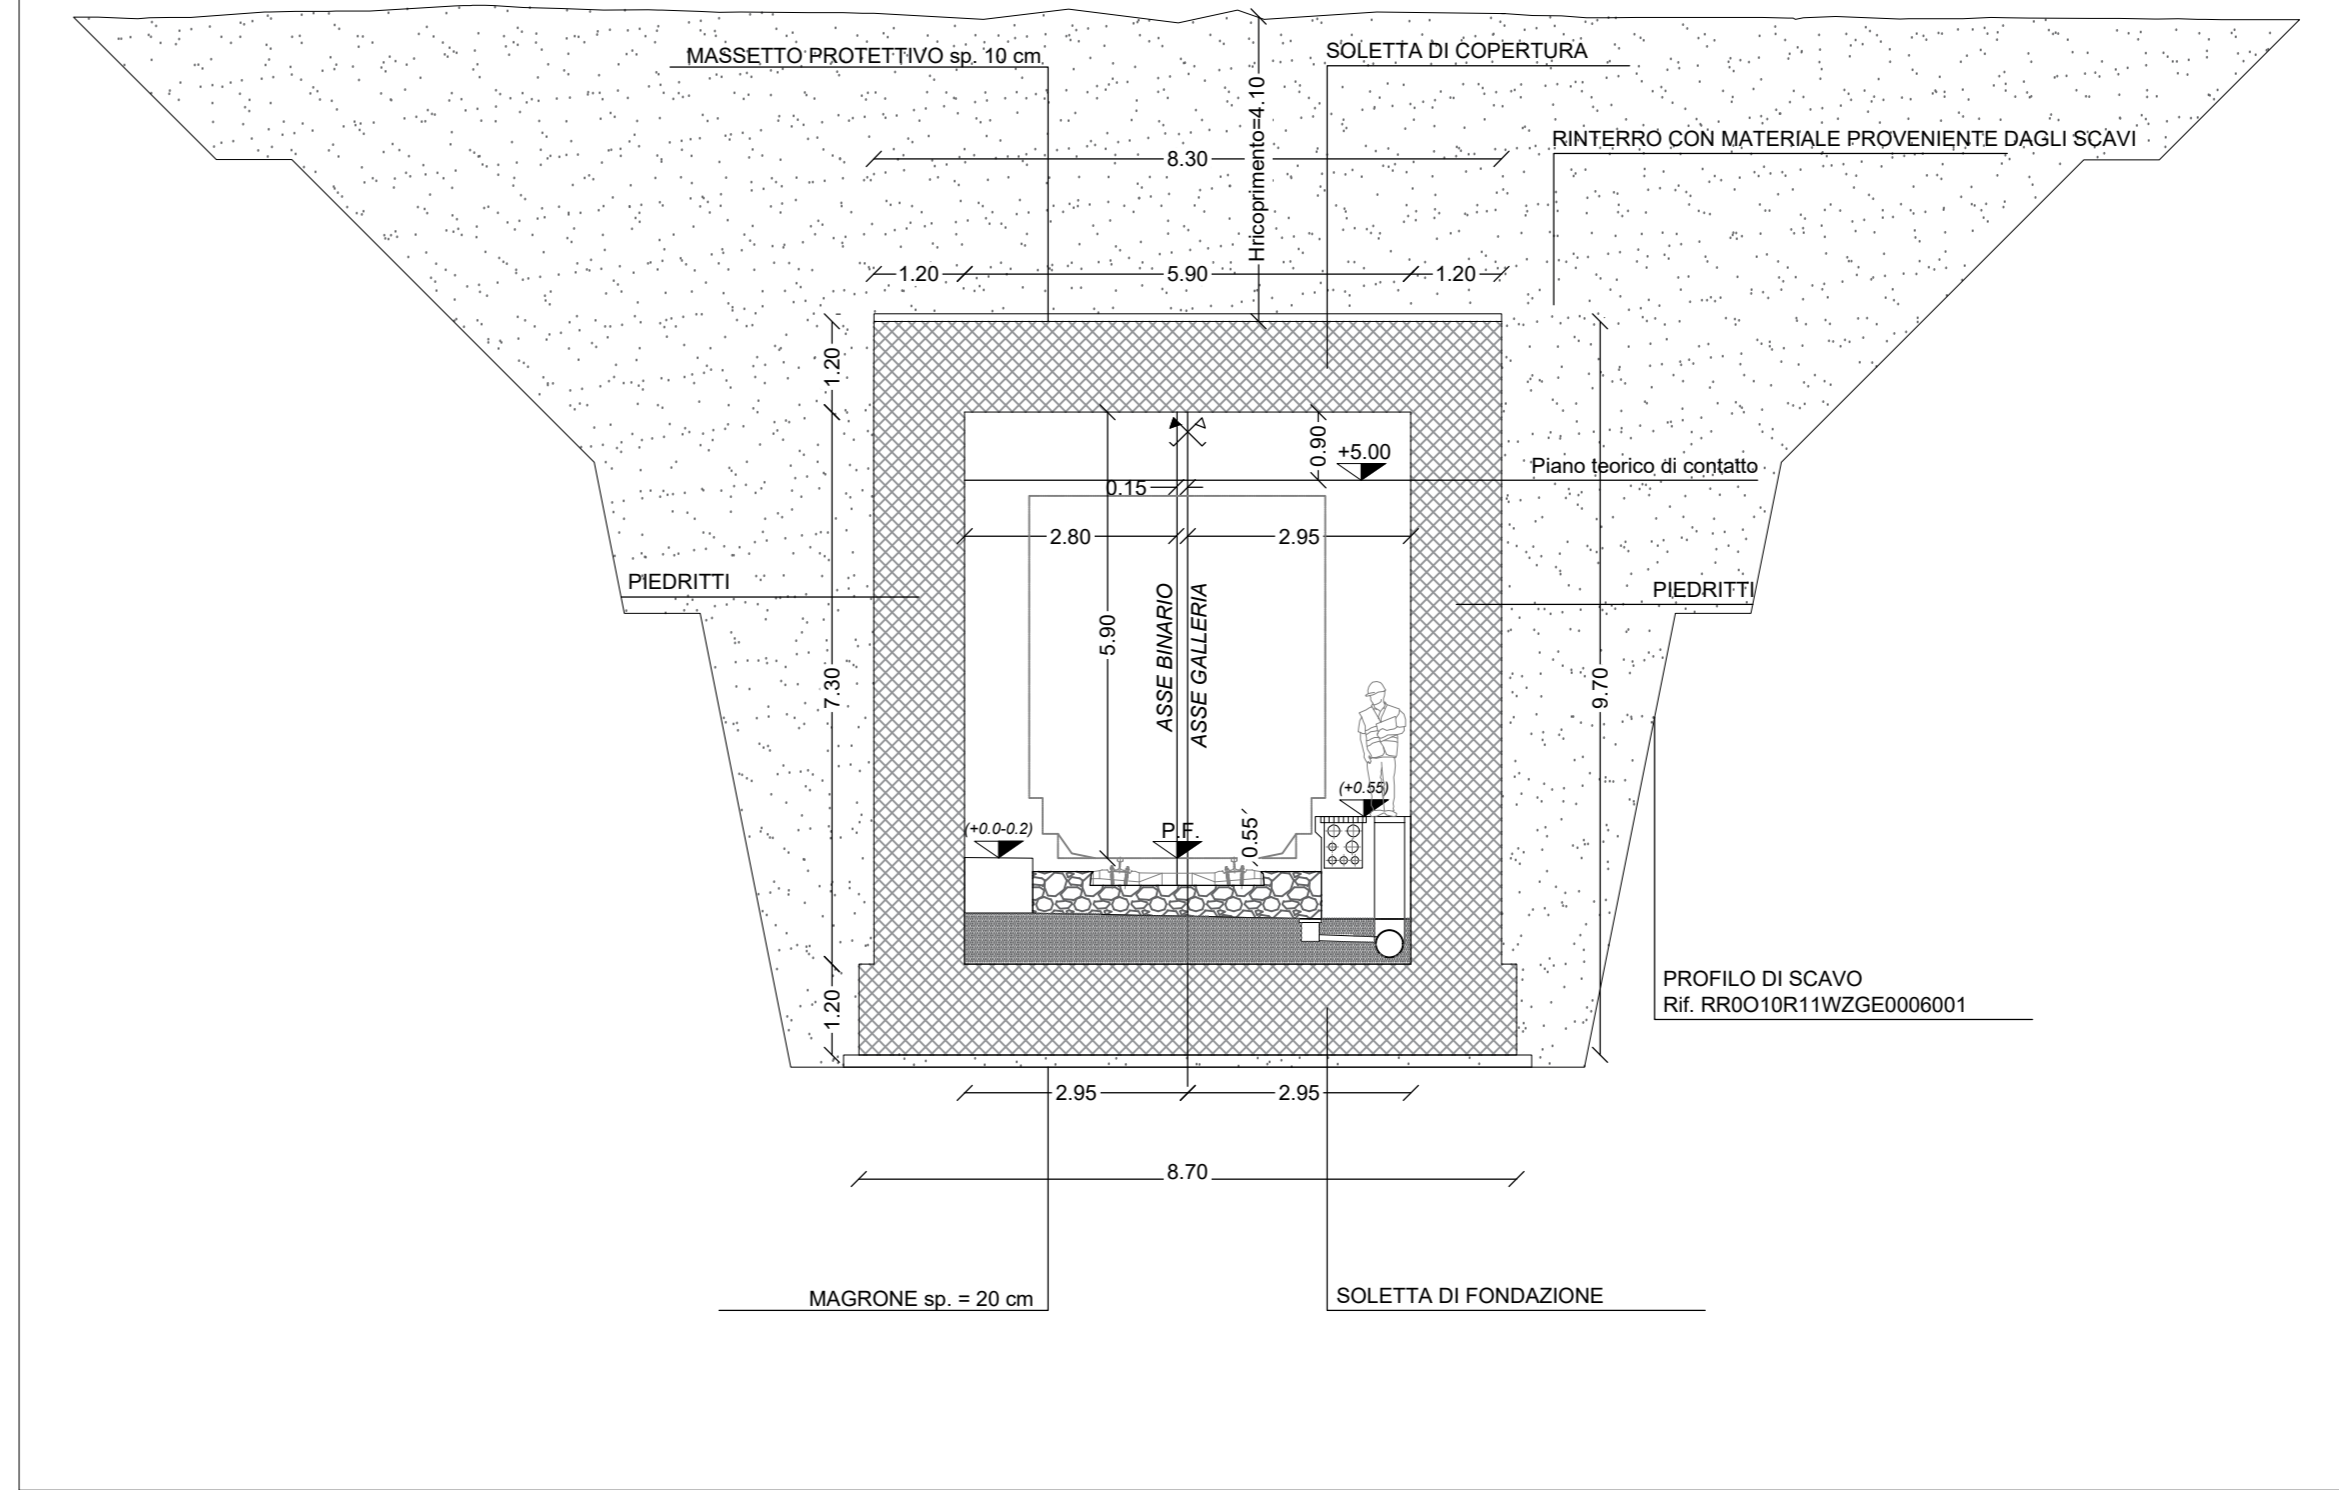 MASSETTO PROTETTIVO sp. 10 cm
SOLETTA DI COPERTURA
Hricoprimento=4.10
RINTERRO CON MATERIALE PROVENIENTE DAGLI SCAVI
8.30
1.20
5.90
1.20
1.20
0.90
+5.00
Piano teorico di contatto
0.15
2.80
2.95
PIEDRITTI
PIEDRITTI
5.90
ASSE BINARIO
ASSE GALLERIA
7.30
9.70
(+0.55)
(+0.0-0.2)
P.F.
0.55
1.20
PROFILO DI SCAVO
Rif. RR0O10R11WZGE0006001
2.95
2.95
8.70
MAGRONE sp. = 20 cm
SOLETTA DI FONDAZIONE